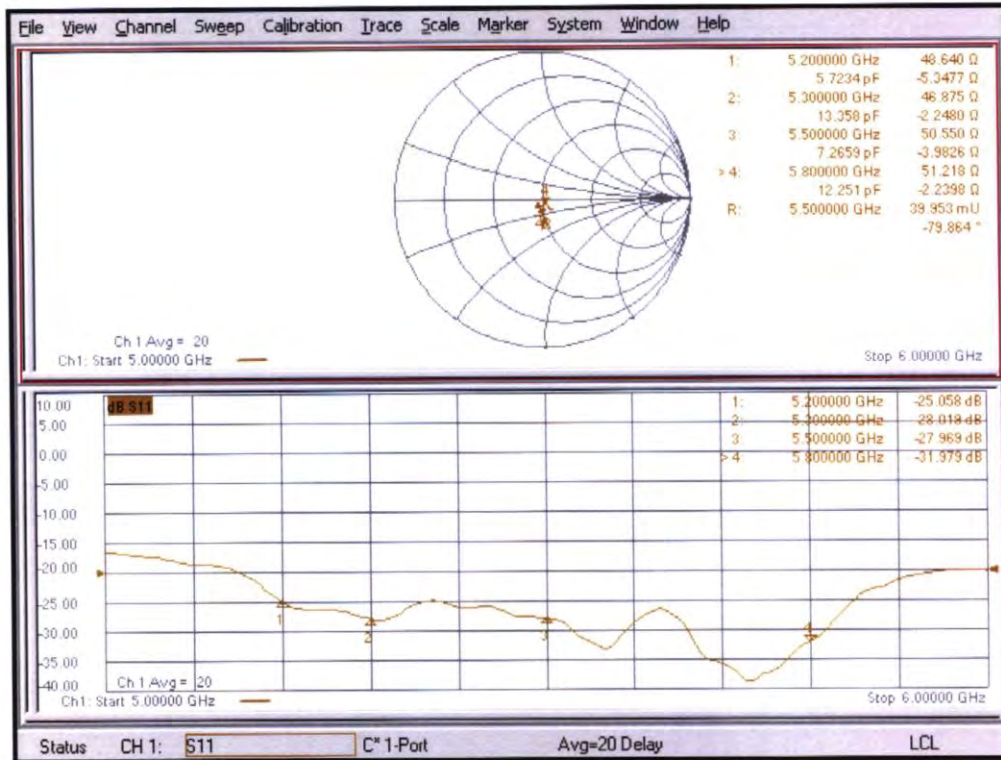 File View Channel Sweep Calibration Trace Scale Marker System Window Help
1: 5.200000 GHz 48.640 Ω
5.7234 pF -5.3477 Ω
2: 5.300000 GHz 46.875 Ω
13.358 pF -2.2480 Ω
3: 5.500000 GHz 50.550 Ω
7.2659 pF -3.9826 Ω
> 4: 5.800000 GHz 51.218 Ω
12.251 pF -2.2398 Ω
R: 5.500000 GHz 39.953 mU
-79.864 °
Ch 1 Avg = 20
Ch1: Start 5.00000 GHz
Stop 6.00000 GHz
10.00
dB S11
5.00
0.00
-5.00
-10.00
-15.00
-20.00
-25.00
-30.00
-35.00
-40.00
1: 5.200000 GHz -25.058 dB
2: 5.300000 GHz -28.019 dB
3 5.500000 GHz -27.969 dB
> 4 5.800000 GHz -31.979 dB
1
2
3
4
Ch 1 Avg = 20
Ch1: Start 5.00000 GHz
Stop 6.00000 GHz
Status CH 1: S11 C* 1-Port Avg=20 Delay LCL